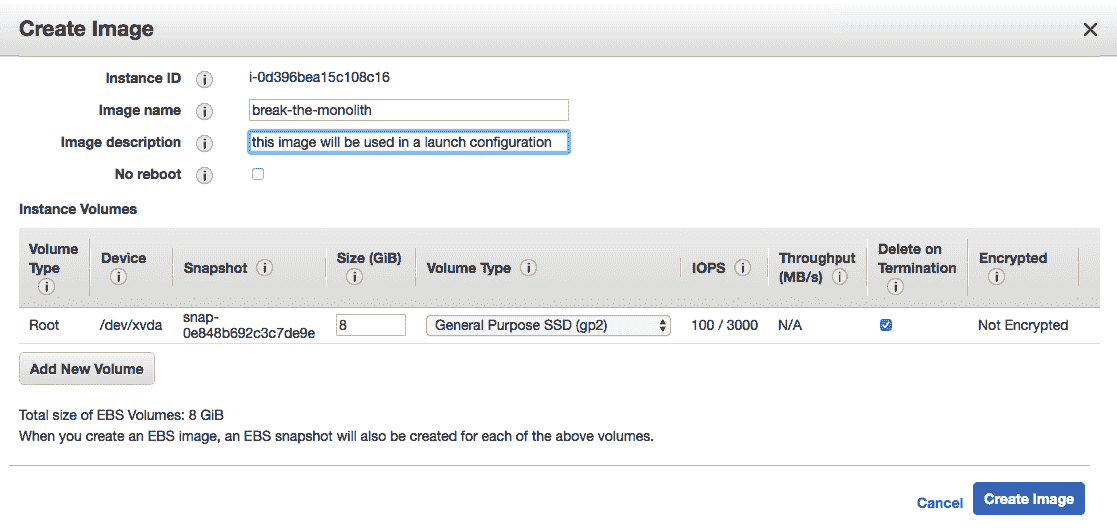 Create Image
Instance ID i-0d396bea15c108c16
Image name break-the-monolith
Image description this image will be used in a launch configuration
No reboot
Instance Volumes
Volume Type Device Snapshot Size (GiB) Volume Type IOPS Throughput (MB/s) Delete on Termination Encrypted
Root /dev/xvda snap-0e848b692c3c7de9e 8 General Purpose SSD (gp2) 100 / 3000 N/A Not Encrypted
Add New Volume
Total size of EBS Volumes: 8 GiB
When you create an EBS image, an EBS snapshot will also be created for each of the above volumes.
Cancel Create Image